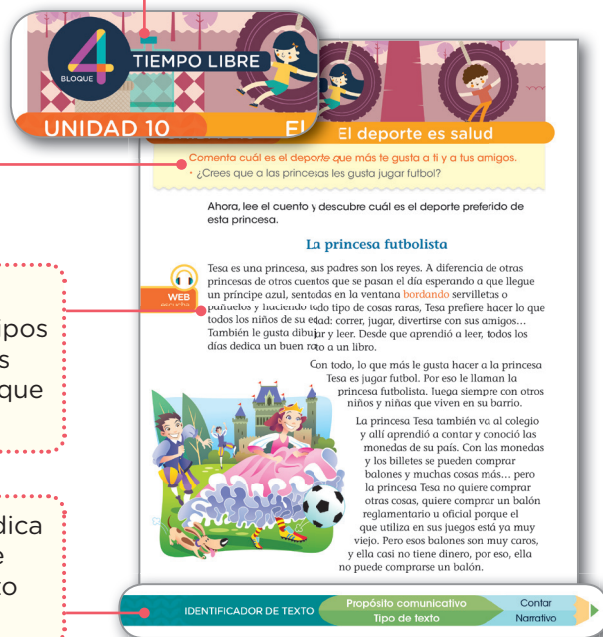 4
BLOQUE
TIEMPO LIBRE
UNIDAD 10
El
El deporte es salud
Comenta cuál es el deporte que más te gusta a ti y a tus amigos.
• ¿Crees que a las princesas les gusta jugar futbol?
Ahora, lee el cuento y descubre cuál es el deporte preferido de
esta princesa.
La princesa futbolista
WEB
Tesa es una princesa, sus padres son los reyes. A diferencia de otras
princesas de otros cuentos que se pasan el día esperando a que llegue
un príncipe azul, sentadas en la ventana bordando servilletas o
pañuelos y haciendo todo tipo de cosas raras, Tesa prefiere hacer lo que
todos los niños de su edad: correr, jugar, divertirse con sus amigos…
También le gusta dibujar y leer. Desde que aprendió a leer, todos los
días dedica un buen rato a un libro.
Con todo, lo que más le gusta hacer a la princesa
Tesa es jugar futbol. Por eso le llaman la
princesa futbolista. Juega siempre con otros
niños y niñas que viven en su barrio.
La princesa Tesa también va al colegio
y allí aprendió a contar y conoció las
monedas de su país. Con las monedas
y los billetes se pueden comprar
balones y muchas cosas más… pero
la princesa Tesa no quiere comprar
otras cosas, quiere comprar un balón
reglamentario u oficial porque el
que utiliza en sus juegos está ya muy
viejo. Pero esos balones son muy caros,
y ella casi no tiene dinero, por eso, ella
no puede comprarse un balón.
ipos
s
que
dica
e
to
IDENTIFICADOR DE TEXTO
Propósito comunicativo
Contar
Tipo de texto
Narrativo